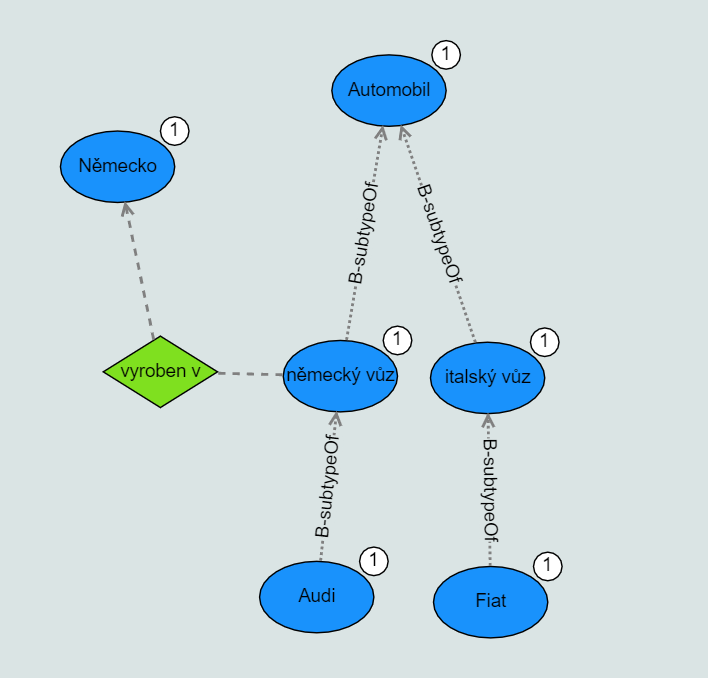 1
Automobil
1
Německo
B-subtypeOf
B-subtypeOf
vyroben v
1
německý vůz
1
italský vůz
B-subtypeOf
B-subtypeOf
1
Audi
1
Fiat